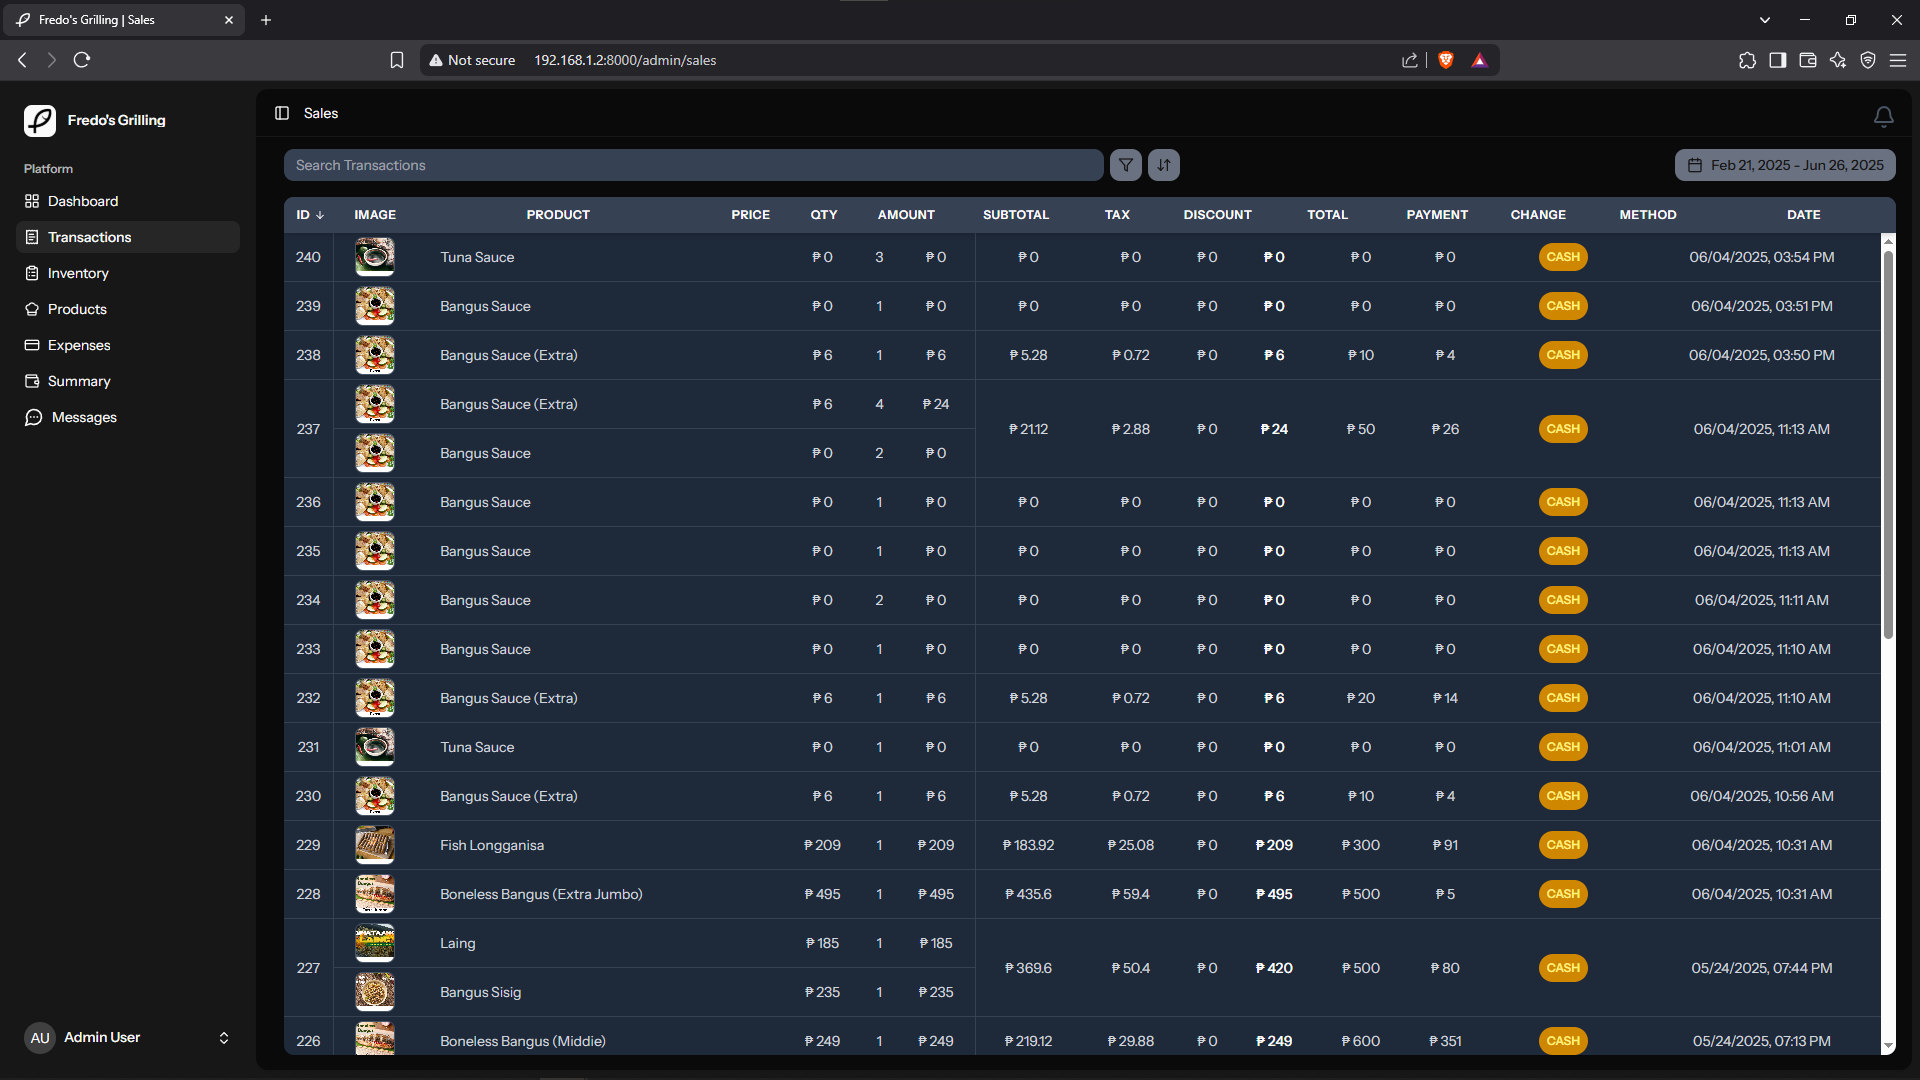 Fredo's Grilling | Sales
Not secure 192.168.1.2:8000/admin/sales
Fredo's Grilling
Platform
Dashboard
Transactions
Inventory
Products
Expenses
Summary
Messages
AU Admin User
Sales
Search Transactions
Feb 21, 2025 - Jun 26, 2025
ID IMAGE PRODUCT PRICE QTY AMOUNT SUBTOTAL TAX DISCOUNT TOTAL PAYMENT CHANGE METHOD DATE
240 Tuna Sauce ₱ 0 3 ₱ 0 ₱ 0 ₱ 0 ₱ 0 ₱ 0 ₱ 0 ₱ 0 CASH 06/04/2025, 03:54 PM
239 Bangus Sauce ₱ 0 1 ₱ 0 ₱ 0 ₱ 0 ₱ 0 ₱ 0 ₱ 0 ₱ 0 CASH 06/04/2025, 03:51 PM
238 Bangus Sauce (Extra) ₱ 6 1 ₱ 6 ₱ 5.28 ₱ 0.72 ₱ 0 ₱ 6 ₱ 10 ₱ 4 CASH 06/04/2025, 03:50 PM
Bangus Sauce (Extra) ₱ 6 4 ₱ 24
237 ₱ 21.12 ₱ 2.88 ₱ 0 ₱ 24 ₱ 50 ₱ 26 CASH 06/04/2025, 11:13 AM
Bangus Sauce ₱ 0 2 ₱ 0
236 Bangus Sauce ₱ 0 1 ₱ 0 ₱ 0 ₱ 0 ₱ 0 ₱ 0 ₱ 0 ₱ 0 CASH 06/04/2025, 11:13 AM
235 Bangus Sauce ₱ 0 1 ₱ 0 ₱ 0 ₱ 0 ₱ 0 ₱ 0 ₱ 0 ₱ 0 CASH 06/04/2025, 11:13 AM
234 Bangus Sauce ₱ 0 2 ₱ 0 ₱ 0 ₱ 0 ₱ 0 ₱ 0 ₱ 0 ₱ 0 CASH 06/04/2025, 11:11 AM
233 Bangus Sauce ₱ 0 1 ₱ 0 ₱ 0 ₱ 0 ₱ 0 ₱ 0 ₱ 0 ₱ 0 CASH 06/04/2025, 11:10 AM
232 Bangus Sauce (Extra) ₱ 6 1 ₱ 6 ₱ 5.28 ₱ 0.72 ₱ 0 ₱ 6 ₱ 20 ₱ 14 CASH 06/04/2025, 11:10 AM
231 Tuna Sauce ₱ 0 1 ₱ 0 ₱ 0 ₱ 0 ₱ 0 ₱ 0 ₱ 0 ₱ 0 CASH 06/04/2025, 11:01 AM
230 Bangus Sauce (Extra) ₱ 6 1 ₱ 6 ₱ 5.28 ₱ 0.72 ₱ 0 ₱ 6 ₱ 10 ₱ 4 CASH 06/04/2025, 10:56 AM
229 Fish Longganisa ₱ 209 1 ₱ 209 ₱ 183.92 ₱ 25.08 ₱ 0 ₱ 209 ₱ 300 ₱ 91 CASH 06/04/2025, 10:31 AM
228 Boneless Bangus (Extra Jumbo) ₱ 495 1 ₱ 495 ₱ 435.6 ₱ 59.4 ₱ 0 ₱ 495 ₱ 500 ₱ 5 CASH 06/04/2025, 10:31 AM
Laing ₱ 185 1 ₱ 185
227 ₱ 369.6 ₱ 50.4 ₱ 0 ₱ 420 ₱ 500 ₱ 80 CASH 05/24/2025, 07:44 PM
Bangus Sisig ₱ 235 1 ₱ 235
226 Boneless Bangus (Middie) ₱ 249 1 ₱ 249 ₱ 219.12 ₱ 29.88 ₱ 0 ₱ 249 ₱ 600 ₱ 351 CASH 05/24/2025, 07:13 PM